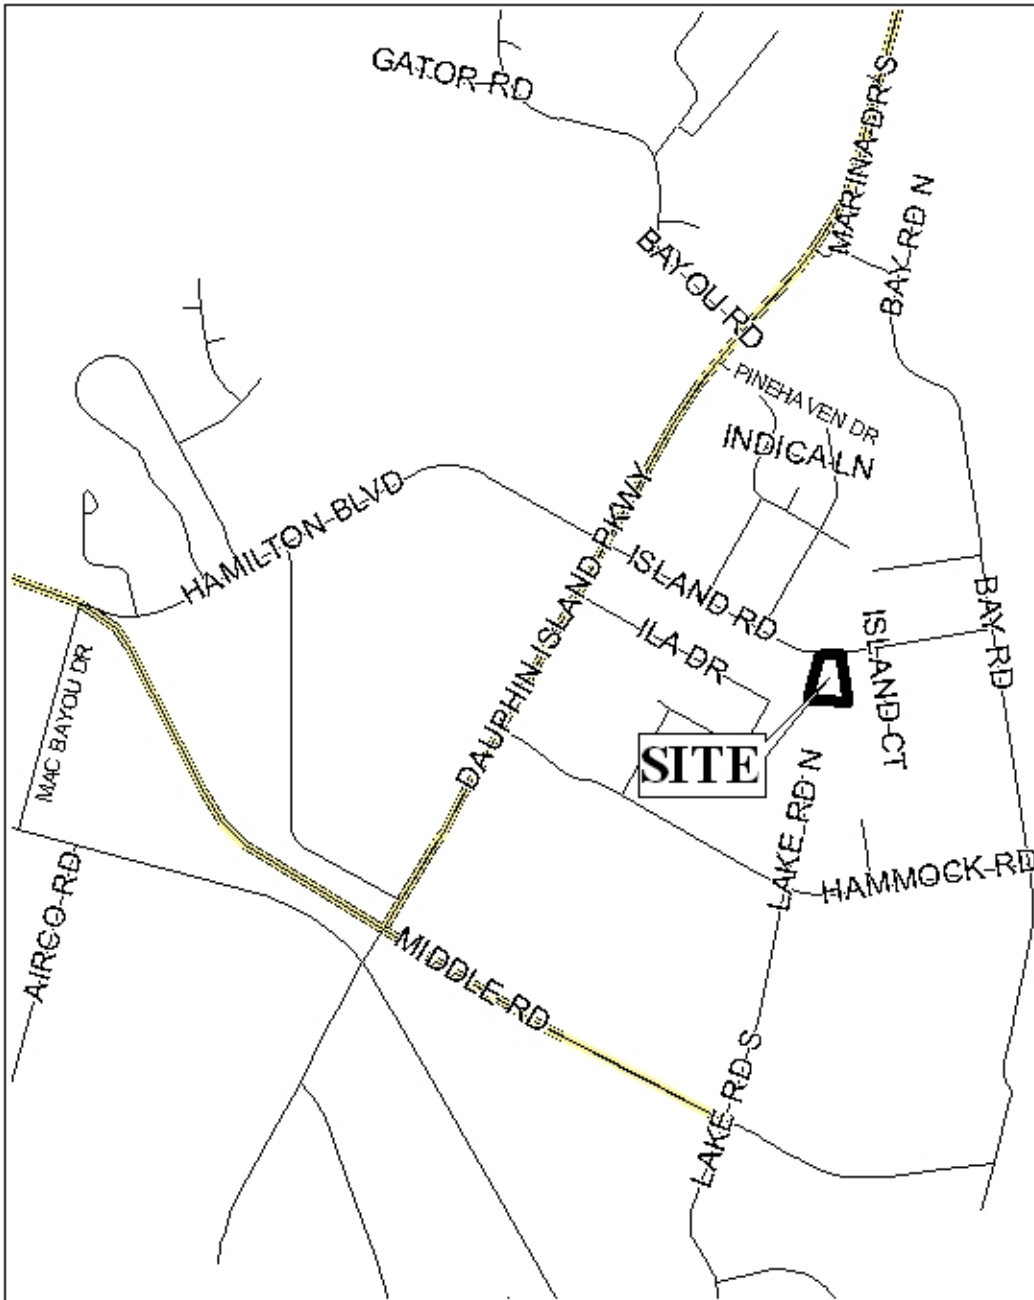 GATOR RD
MARINA DR S
BAY RD N
BAYOU RD
PINEHAVEN DR
INDICA LN
HAMILTON BLVD
ISLAND RD
DAUPHIN ISLAND PKWY
ILA DR
BAY RD
ISLAND CT
MAC BAYOU DR
SITE
LAKE RD N
HAMMOCK RD
AIRCO RD
MIDDLE RD
LAKE RD S